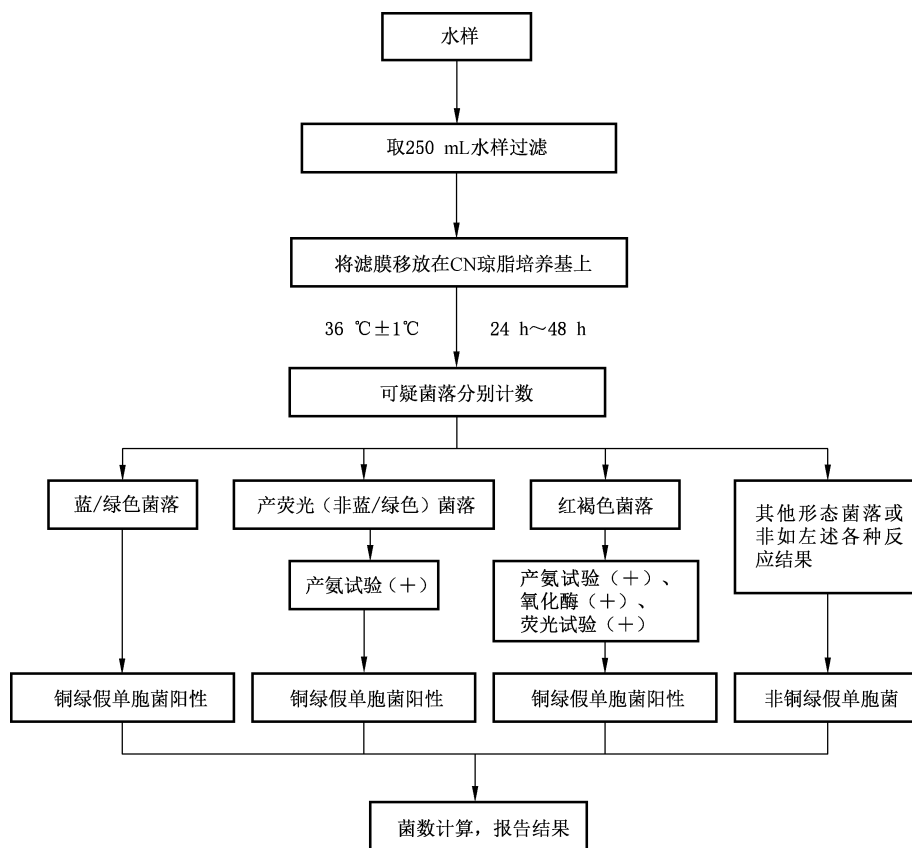 水样
取250 mL水样过滤
将滤膜移放在CN琼脂培养基上
36 ℃±1℃
24 h～48 h
可疑菌落分别计数
蓝/绿色菌落
产荧光（非蓝/绿色）菌落
红褐色菌落
其他形态菌落或
非如左述各种反
应结果
产氨试验（＋）
产氨试验（＋）、
氧化酶（＋）、
荧光试验（＋）
铜绿假单胞菌阳性
铜绿假单胞菌阳性
铜绿假单胞菌阳性
非铜绿假单胞菌
菌数计算，报告结果